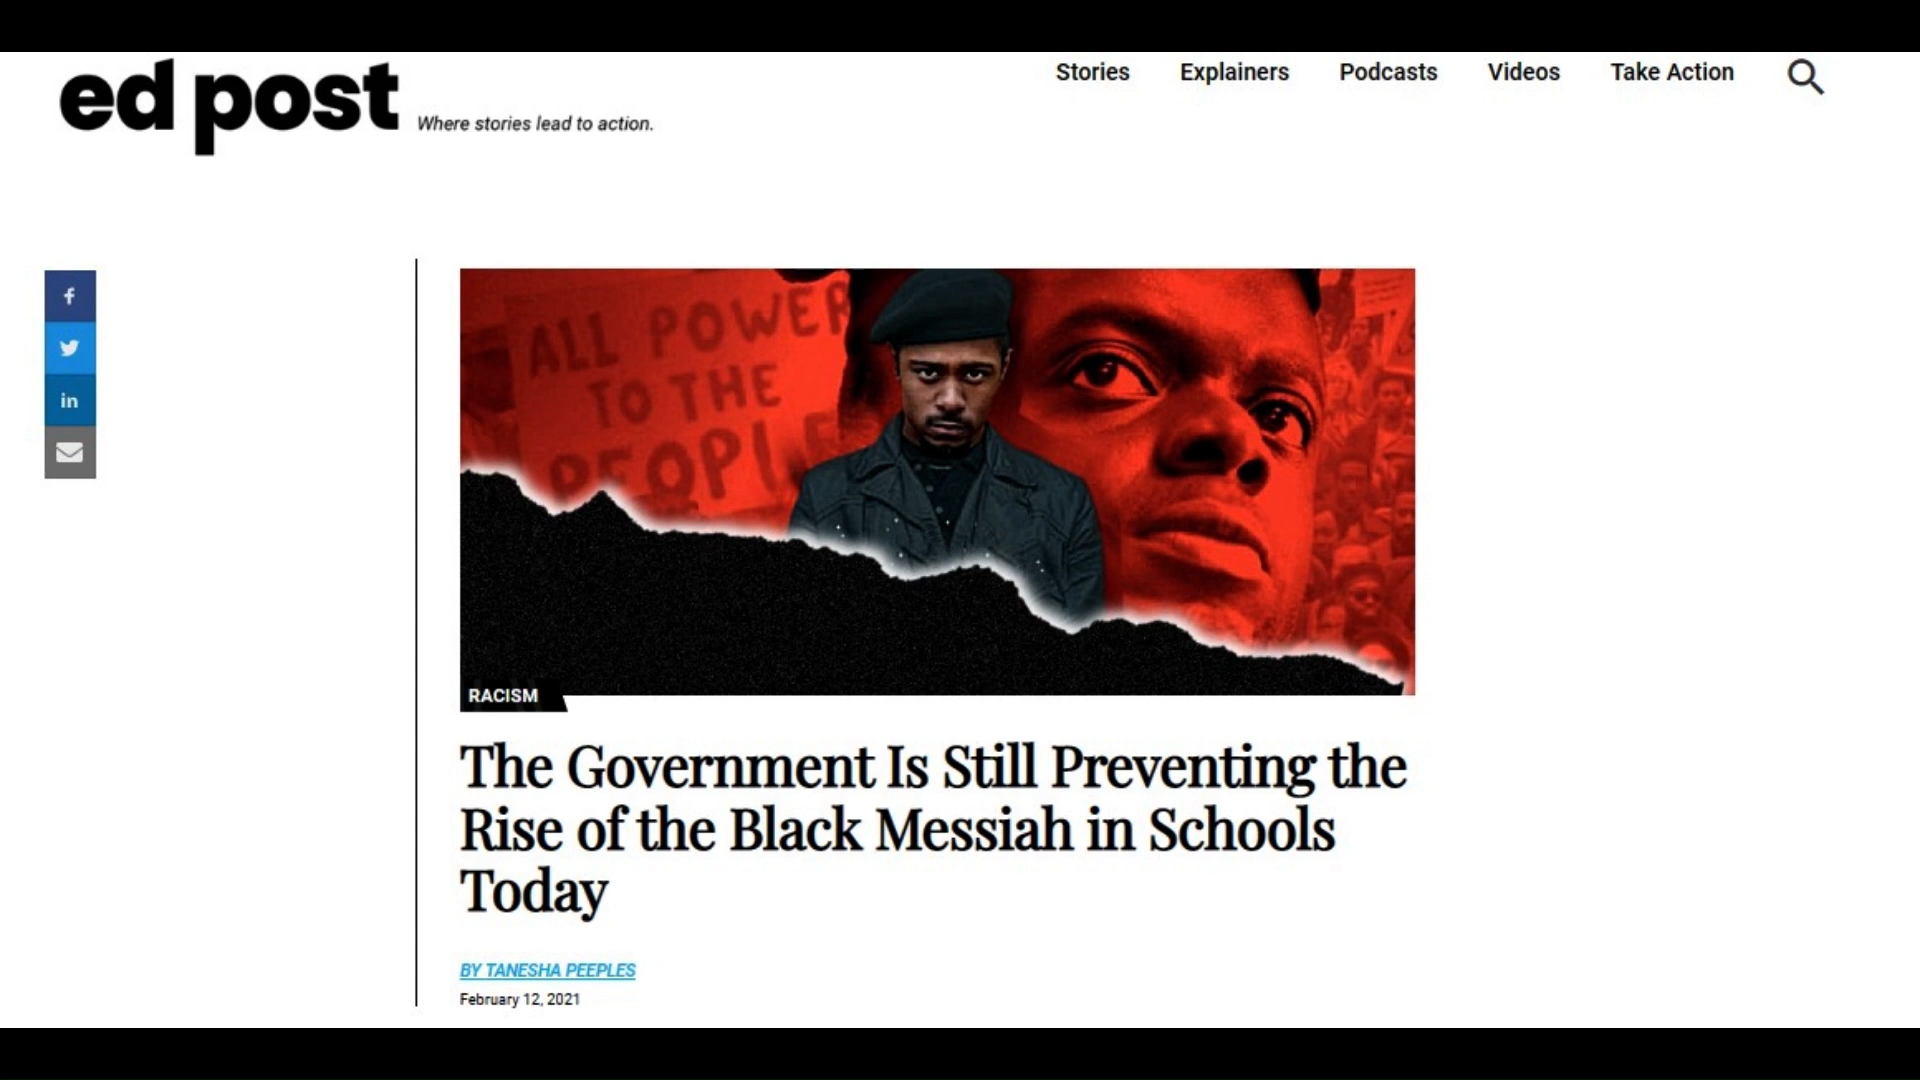 ed post
Where stories lead to action.
Stories Explainers Podcasts Videos Take Action
f
in
ALL POWER
TO THE
PEOPLE
RACISM
The Government Is Still Preventing the
Rise of the Black Messiah in Schools
Today
BY TANESHA PEEPLES
February 12, 2021